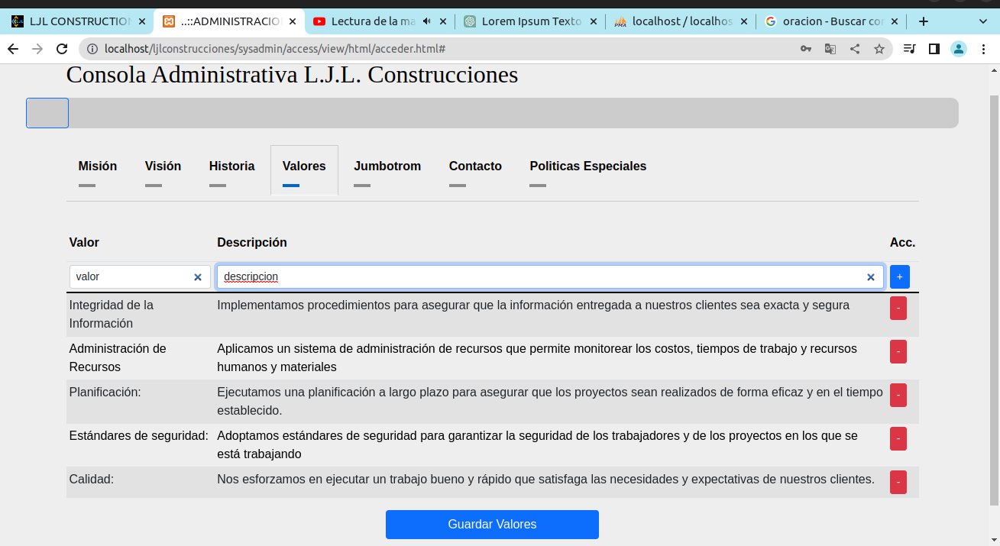 LJL CONSTRUCTION
..::ADMINISTRACIO
Lectura de la ma
Lorem Ipsum Texto
localhost / localhos
oracion - Buscar con
localhost/ljlconstrucciones/sysadmin/access/view/html/acceder.html#
Consola Administrativa L.J.L. Construcciones
Misión Visión Historia Valores Jumbotrom Contacto Politicas Especiales
Valor Descripción Acc.
valor descripcion +
Integridad de la Implementamos procedimientos para asegurar que la información entregada a nuestros clientes sea exacta y segura -
Información
Administración de Aplicamos un sistema de administración de recursos que permite monitorear los costos, tiempos de trabajo y recursos -
Recursos humanos y materiales
Planificación: Ejecutamos una planificación a largo plazo para asegurar que los proyectos sean realizados de forma eficaz y en el tiempo -
establecido.
Estándares de seguridad: Adoptamos estándares de seguridad para garantizar la seguridad de los trabajadores y de los proyectos en los que se -
está trabajando
Calidad: Nos esforzamos en ejecutar un trabajo bueno y rápido que satisfaga las necesidades y expectativas de nuestros clientes. -
Guardar Valores